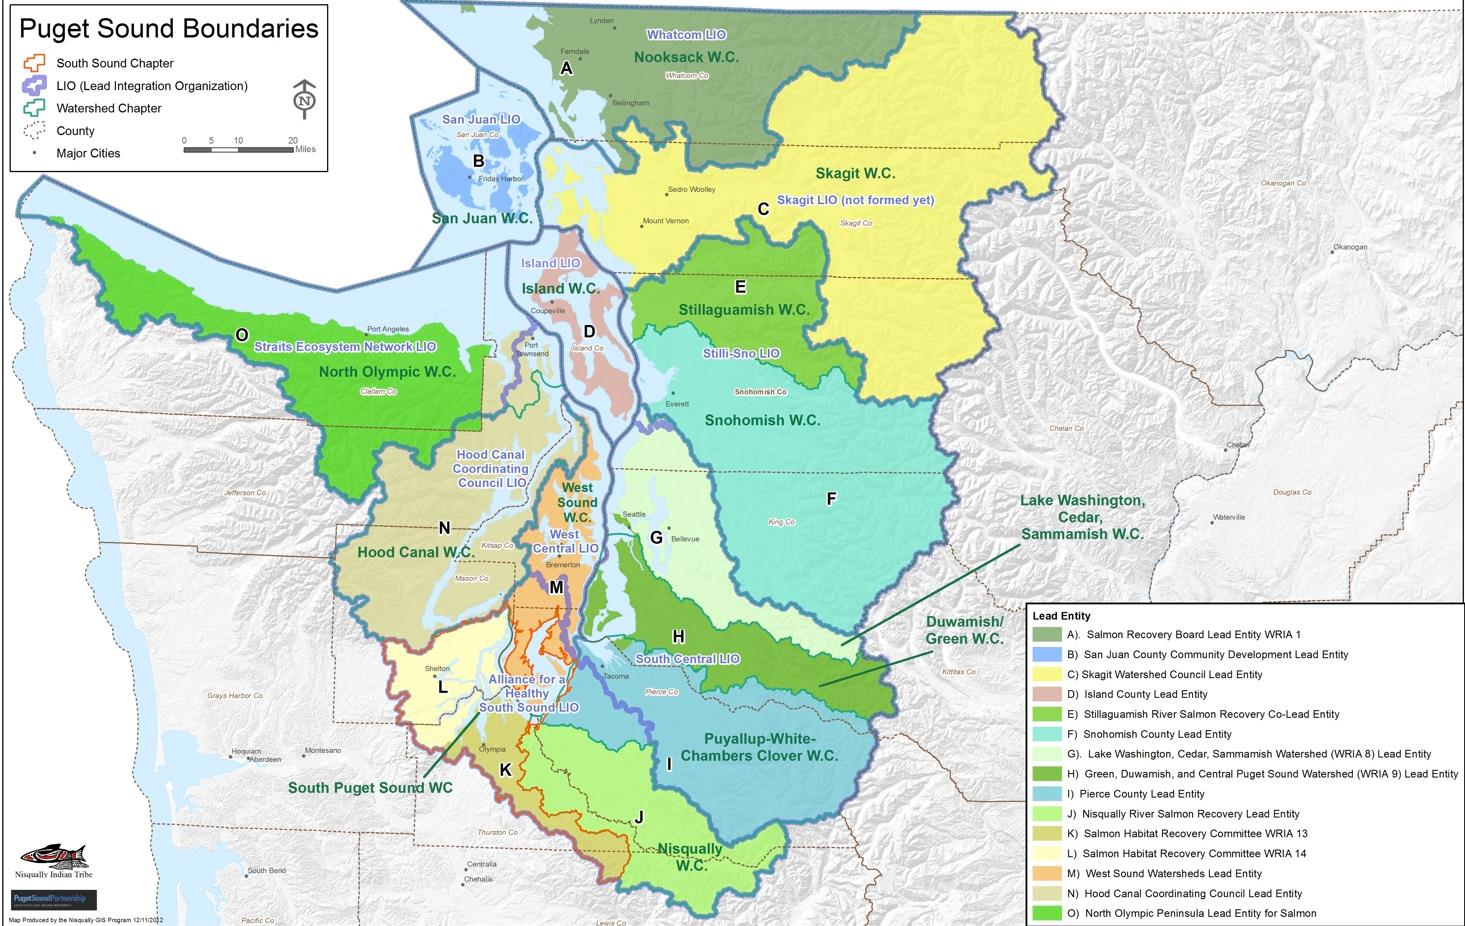 Puget Sound Boundaries
South Sound Chapter
LIO (Lead Integration Organization)
Watershed Chapter
County
Major Cities
N
0 5 10 20
Miles
Lynden
Whatcom LIO
Ferndale
Nooksack W.C.
A
Whatcom Co
Bellingham
San Juan LIO
San Juan Co
B
Friday Harbor
San Juan W.C.
Skagit W.C.
Sedro Woolley
Skagit LIO (not formed yet)
C
Mount Vernon
Skagit Co
Okanogan Co
Okanogan
Island LIO
Island W.C.
Coupeville
D
Island Co
E
Stillaguamish W.C.
O
Port Angeles
Straits Ecosystem Network LIO
North Olympic W.C.
Clallam Co
Port
Townsend
Stilli-Sno LIO
Snohomish Co
Everett
Snohomish W.C.
Chelan Co
Chelan
Hood Canal
Coordinating
Council LIO
Jefferson Co
West
Sound
W.C.
F
Douglas Co
Waterville
Lake Washington,
Cedar,
Sammamish W.C.
N
Hood Canal W.C.
Kitsap Co
Mason Co
West
Central LIO
Bremerton
M
Seattle
G
Bellevue
King Co
Duwamish/
Green W.C.
H
South Central LIO
Kittitas Co
Shelton
L
Alliance for a
Healthy
South Sound LIO
Tacoma
Pierce Co
Grays Harbor Co
Puyallup-White-
Chambers Clover W.C.
I
Hoquiam
Aberdeen
Montesano
Olympia
K
South Puget Sound WC
J
Nisqually
W.C.
Thurston Co
Centralia
Chehalis
South Bend
Pacific Co
Lewis Co
Nisqually Indian Tribe
PugetSoundPartnership
Map Produced by the Nisqually GIS Program 12/11/2012
Lead Entity
A). Salmon Recovery Board Lead Entity WRIA 1
B) San Juan County Community Development Lead Entity
C) Skagit Watershed Council Lead Entity
D) Island County Lead Entity
E) Stillaguamish River Salmon Recovery Co-Lead Entity
F) Snohomish County Lead Entity
G). Lake Washington, Cedar, Sammamish Watershed (WRIA 8) Lead Entity
H) Green, Duwamish, and Central Puget Sound Watershed (WRIA 9) Lead Entity
I) Pierce County Lead Entity
J) Nisqually River Salmon Recovery Lead Entity
K) Salmon Habitat Recovery Committee WRIA 13
L) Salmon Habitat Recovery Committee WRIA 14
M) West Sound Watersheds Lead Entity
N) Hood Canal Coordinating Council Lead Entity
O) North Olympic Peninsula Lead Entity for Salmon